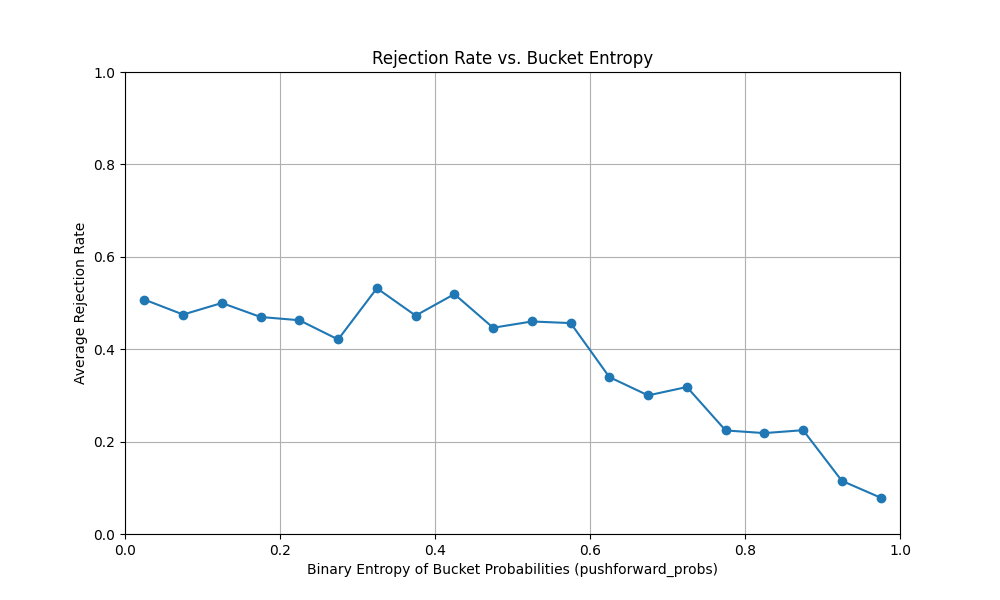 Rejection Rate vs. Bucket Entropy
1.0
0.8
0.6
0.4
0.2
0.0
Average Rejection Rate
0.0 0.2 0.4 0.6 0.8 1.0
Binary Entropy of Bucket Probabilities (pushforward_probs)